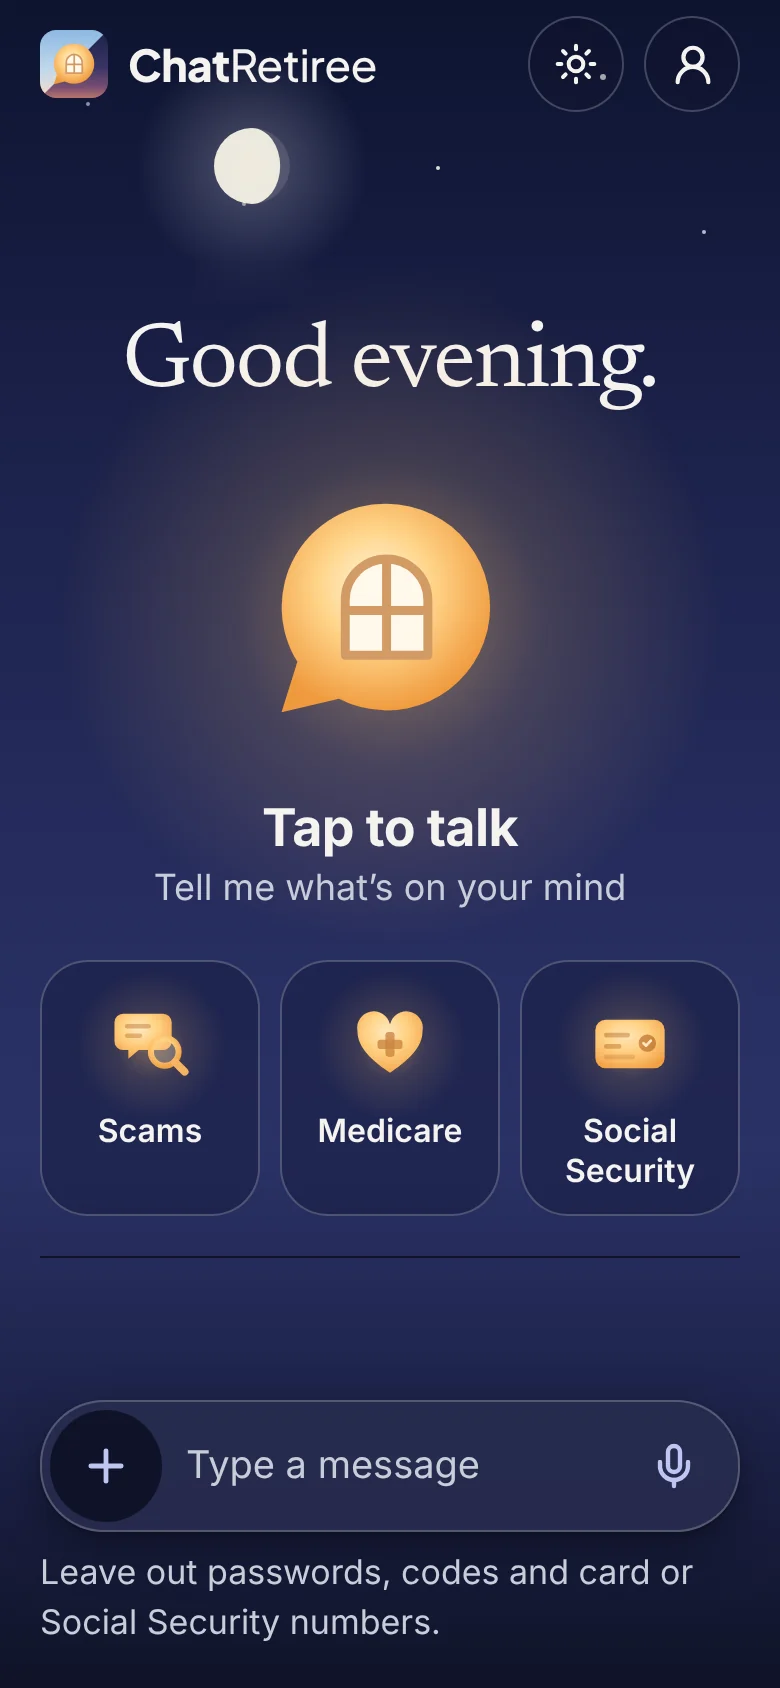 ChatRetiree
Good evening.
Tap to talk
Tell me what’s on your mind
Scams
Medicare
Social
Security
Type a message
Leave out passwords, codes and card or
Social Security numbers.